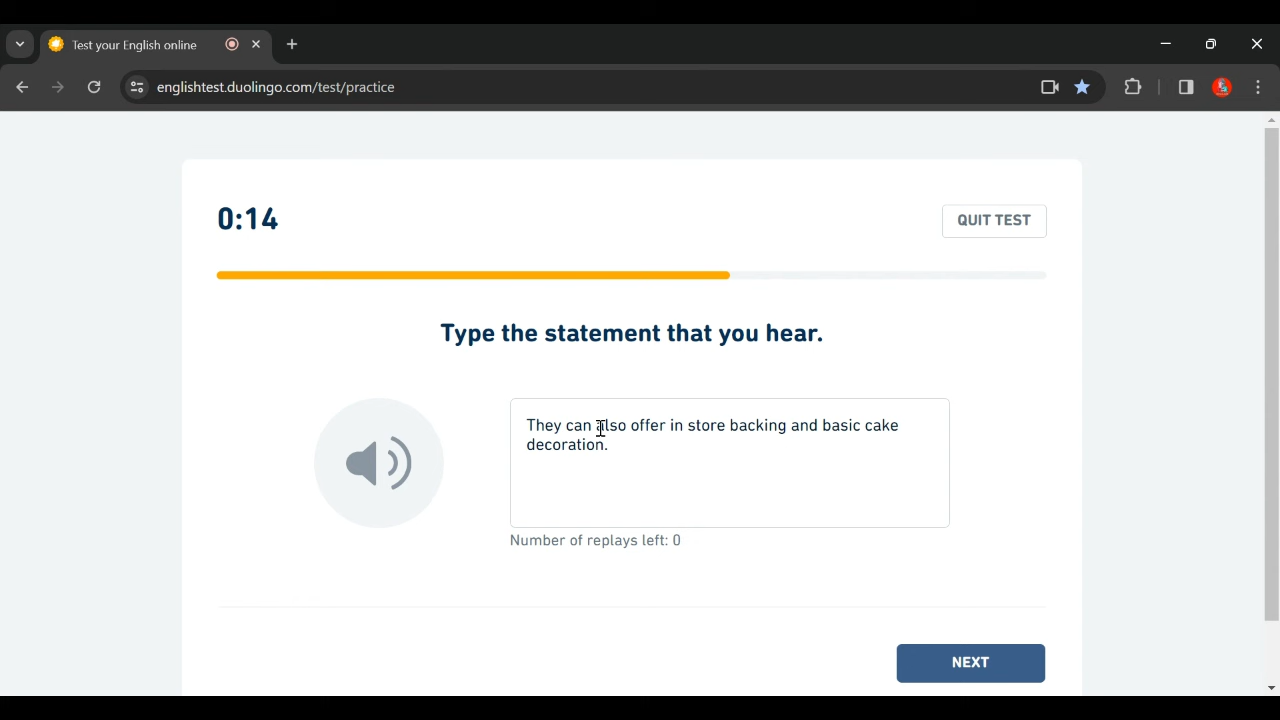 Test your English online
englishtest.duolingo.com/test/practice
0:14
QUIT TEST
Type the statement that you hear.
They can also offer in store backing and basic cake
decoration.
Number of replays left: 0
NEXT